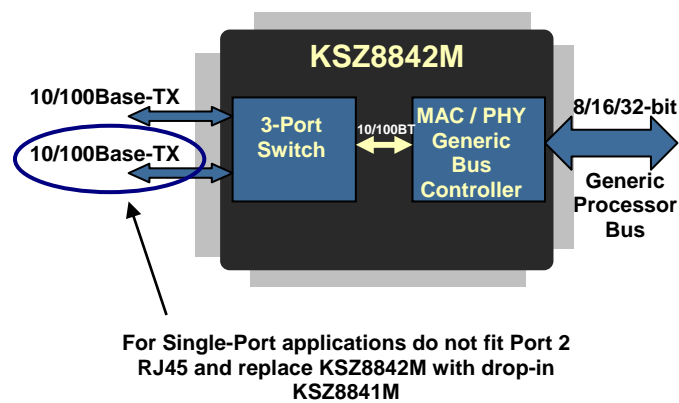 KSZ8842M
10/100Base-TX
10/100Base-TX
3-Port
Switch
10/100BT
MAC / PHY
Generic
Bus
Controller
8/16/32-bit
Generic
Processor
Bus
For Single-Port applications do not fit Port 2
RJ45 and replace KSZ8842M with drop-in
KSZ8841M